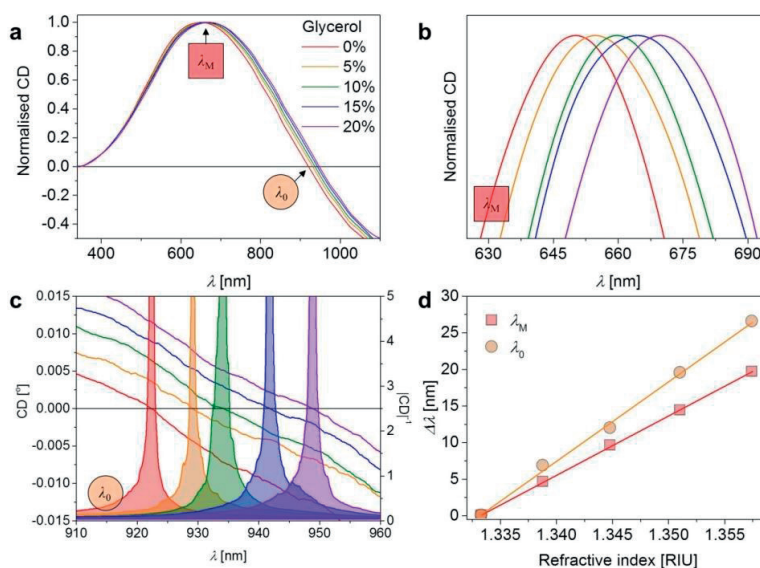 a
Normalised CD
1.0
0.8
0.6
0.4
0.2
0.0
-0.2
-0.4
400
600
800
1000
λ [nm]
λM
λ0
Glycerol
0%
5%
10%
15%
20%
b
Normalised CD
λM
630
645
660
675
690
λ [nm]
c
CD [°]
0.015
0.010
0.005
0.000
-0.005
-0.010
-0.015
λ0
910
920
930
940
950
960
λ [nm]
5
4
3
2
1
0
|CD|⁻¹
d
Δλ [nm]
30
25
20
15
10
5
0
λM
λ0
1.335
1.340
1.345
1.350
1.355
Refractive index [RIU]